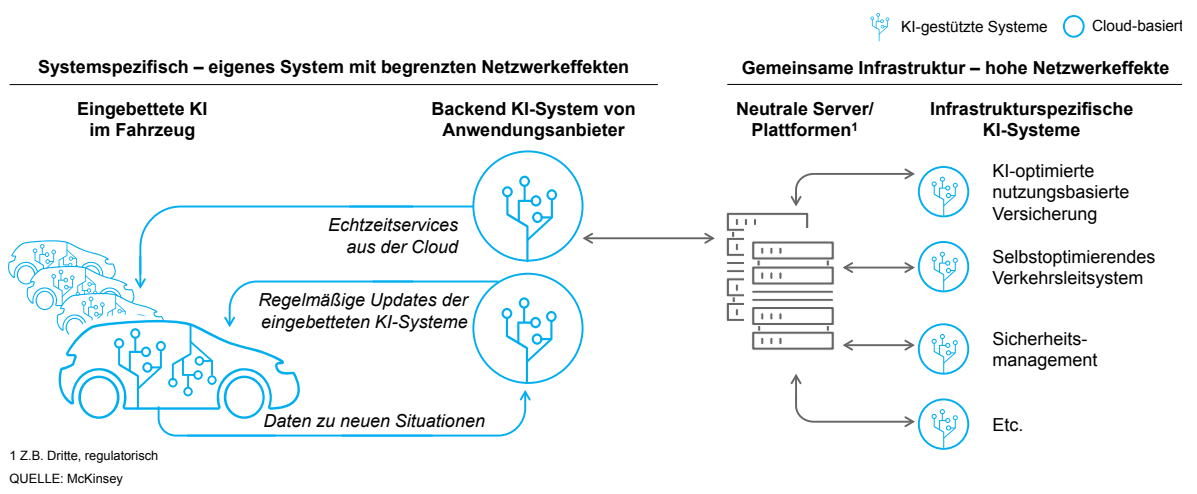 KI-gestützte Systeme
Cloud-basiert
Systemspezifisch – eigenes System mit begrenzten Netzwerkeffekten
Gemeinsame Infrastruktur – hohe Netzwerkeffekte
Eingebettete KI
im Fahrzeug
Backend KI-System von
Anwendungsanbieter
Neutrale Server/
Plattformen¹
Infrastrukturspezifische
KI-Systeme
Echtzeitservices
aus der Cloud
Regelmäßige Updates der
eingebetteten KI-Systeme
Daten zu neuen Situationen
KI-optimierte
nutzungsbasierte
Versicherung
Selbstoptimierendes
Verkehrsleitsystem
Sicherheits-
management
Etc.
1 Z.B. Dritte, regulatorisch
QUELLE: McKinsey